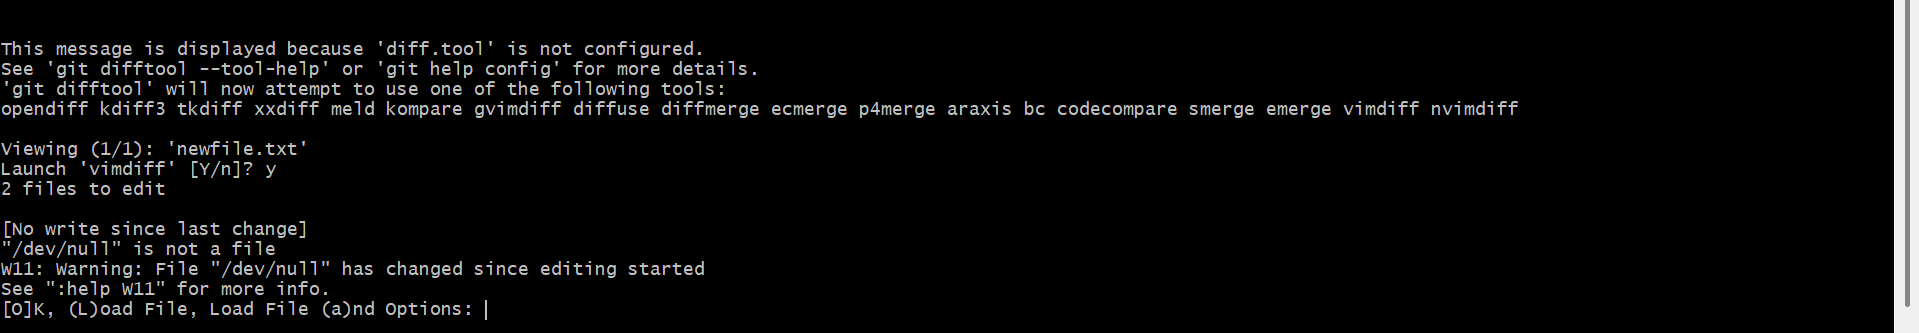 This message is displayed because 'diff.tool' is not configured.
See 'git difftool --tool-help' or 'git help config' for more details.
'git difftool' will now attempt to use one of the following tools:
opendiff kdiff3 tkdiff xxdiff meld kompare gvimdiff diffuse diffmerge ecmerge p4merge araxis bc codecompare smerge emerge vimdiff nvimdiff
Viewing (1/1): 'newfile.txt'
Launch 'vimdiff' [Y/n]? y
2 files to edit
[No write since last change]
"/dev/null" is not a file
W11: Warning: File "/dev/null" has changed since editing started
See ":help W11" for more info.
[O]K, (L)oad File, Load File (a)nd Options: